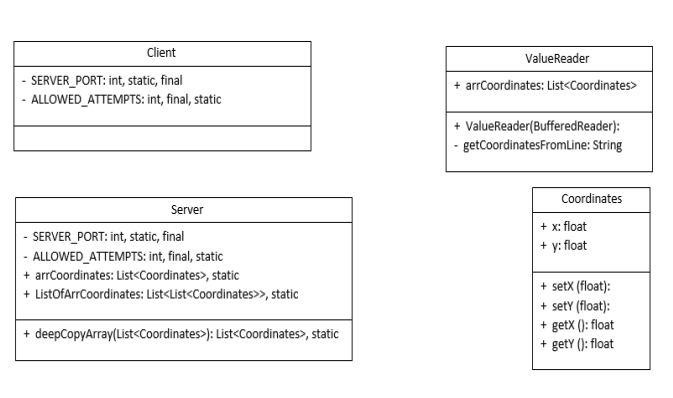 Client
- SERVER_PORT: int, static, final
- ALLOWED_ATTEMPTS: int, final, static
ValueReader
+ arrCoordinates: List<Coordinates>
+ ValueReader(BufferedReader):
- getCoordinatesFromLine: String
Server
- SERVER_PORT: int, static, final
- ALLOWED_ATTEMPTS: int, final, static
+ arrCoordinates: List<Coordinates>, static
+ ListOfArrCoordinates: List<List<Coordinates>>, static
+ deepCopyArray(List<Coordinates>): List<Coordinates>, static
Coordinates
+ x: float
+ y: float
+ setX (float):
+ setY (float):
+ getX (): float
+ getY (): float